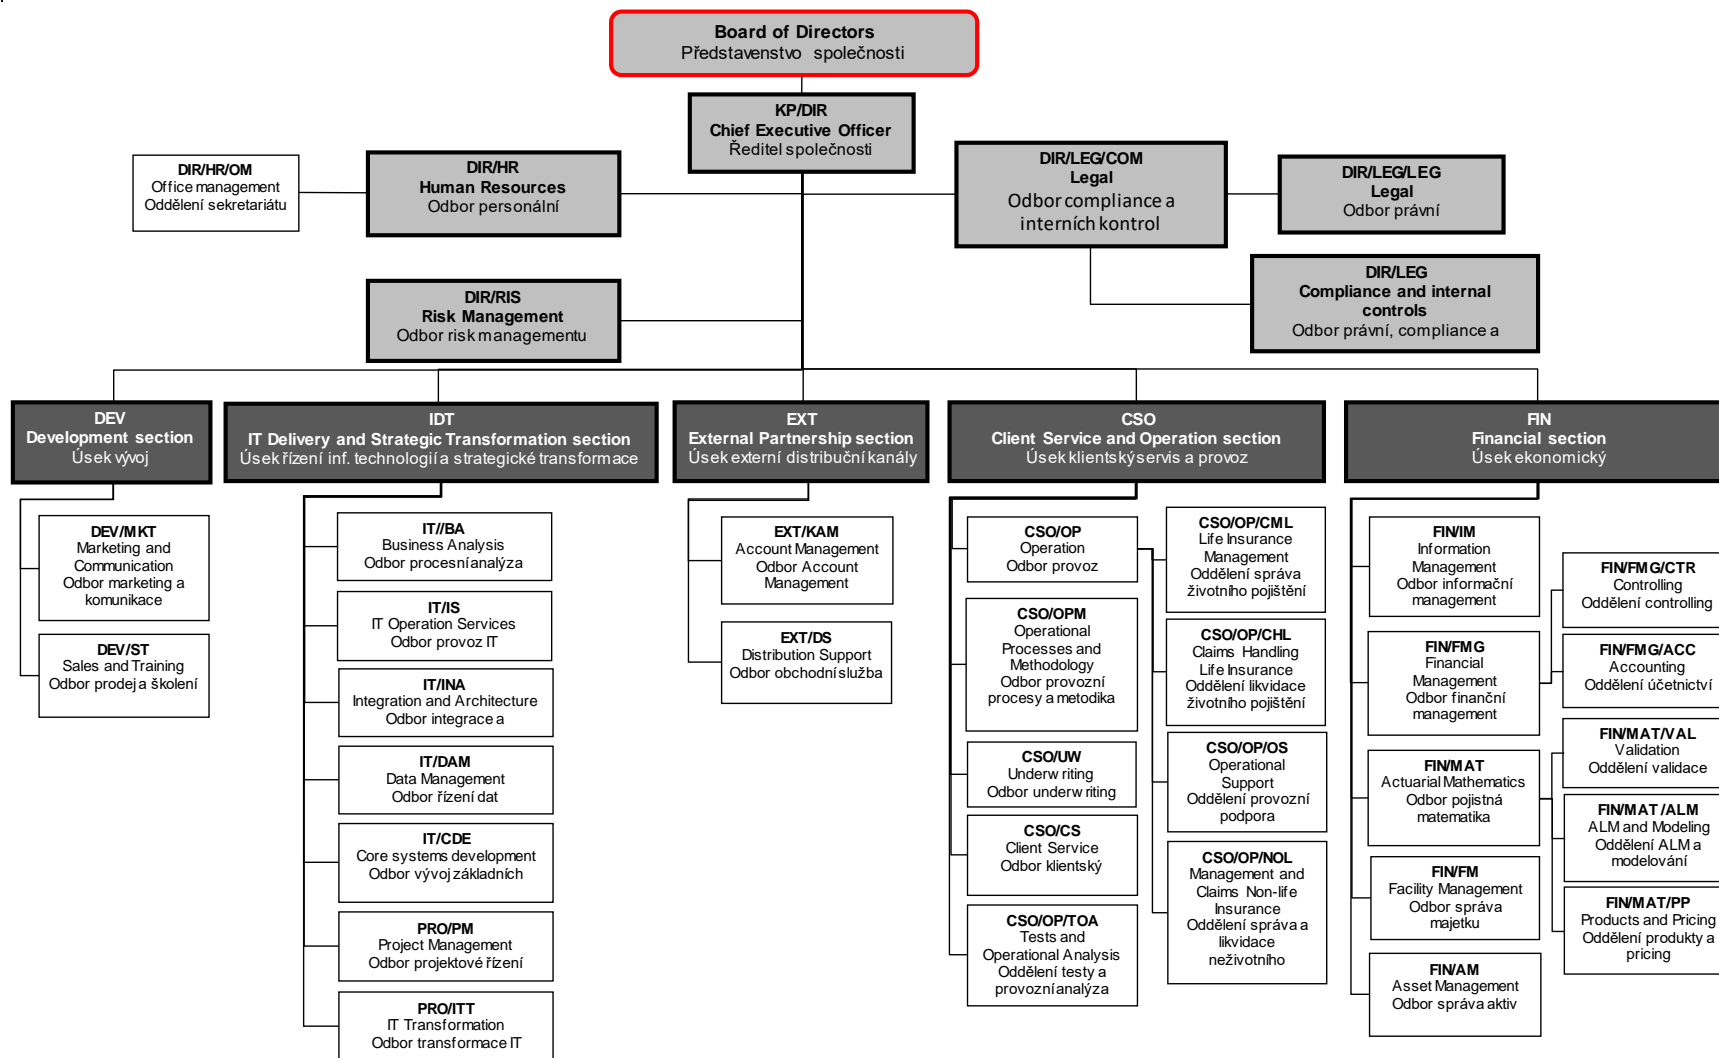 Board of Directors
Představenstvo společnosti
KP/DIR
Chief Executive Officer
Ředitel společnosti
DIR/HR/OM
Office management
Oddělení sekretariátu
DIR/HR
Human Resources
Odbor personální
DIR/LEG/COM
Legal
Odbor compliance a
interních kontrol
DIR/LEG/LEG
Legal
Odbor právní
DIR/RIS
Risk Management
Odbor risk managementu
DIR/LEG
Compliance and internal
controls
Odbor právní, compliance a
DEV
Development section
Úsek vývoj
IDT
IT Delivery and Strategic Transformation section
Úsek řízení inf. technologií a strategické transformace
EXT
External Partnership section
Úsek externí distribuční kanály
CSO
Client Service and Operation section
Úsek klientský servis a provoz
FIN
Financial section
Úsek ekonomický
DEV/MKT
Marketing and
Communication
Odbor marketing a
komunikace
DEV/ST
Sales and Training
Odbor prodej a školení
IT//BA
Business Analysis
Odbor procesní analýza
IT/IS
IT Operation Services
Odbor provoz IT
IT/INA
Integration and Architecture
Odbor integrace a
IT/DAM
Data Management
Odbor řízení dat
IT/CDE
Core systems development
Odbor vývoj základních
PRO/PM
Project Management
Odbor projektové řízení
PRO/ITT
IT Transformation
Odbor transformace IT
EXT/KAM
Account Management
Odbor Account
Management
EXT/DS
Distribution Support
Odbor obchodní služba
CSO/OP
Operation
Odbor provoz
CSO/OPM
Operational
Processes and
Methodology
Odbor provozní
procesy a metodika
CSO/UW
Underwriting
Odbor underwriting
CSO/CS
Client Service
Odbor klientský
CSO/OP/TOA
Tests and
Operational Analysis
Oddělení testy a
provozní analýza
CSO/OP/CML
Life Insurance
Management
Oddělení správa
životního pojištění
CSO/OP/CHL
Claims Handling
Life Insurance
Oddělení likvidace
životního pojištění
CSO/OP/OS
Operational
Support
Oddělení provozní
podpora
CSO/OP/NOL
Management and
Claims Non-life
Insurance
Oddělení správa a
likvidace
neživotního
FIN/IM
Information
Management
Odbor informační
management
FIN/FMG
Financial
Management
Odbor finanční
management
FIN/MAT
Actuarial Mathematics
Odbor pojistná
matematika
FIN/FM
Facility Management
Odbor správa
majetku
FIN/AM
Asset Management
Odbor správa aktiv
FIN/FMG/CTR
Controlling
Oddělení controlling
FIN/FMG/ACC
Accounting
Oddělení účetnictví
FIN/MAT/VAL
Validation
Oddělení validace
FIN/MAT /ALM
ALM and Modeling
Oddělení ALM a
modelování
FIN/MAT/PP
Products and Pricing
Oddělení produkty a
pricing